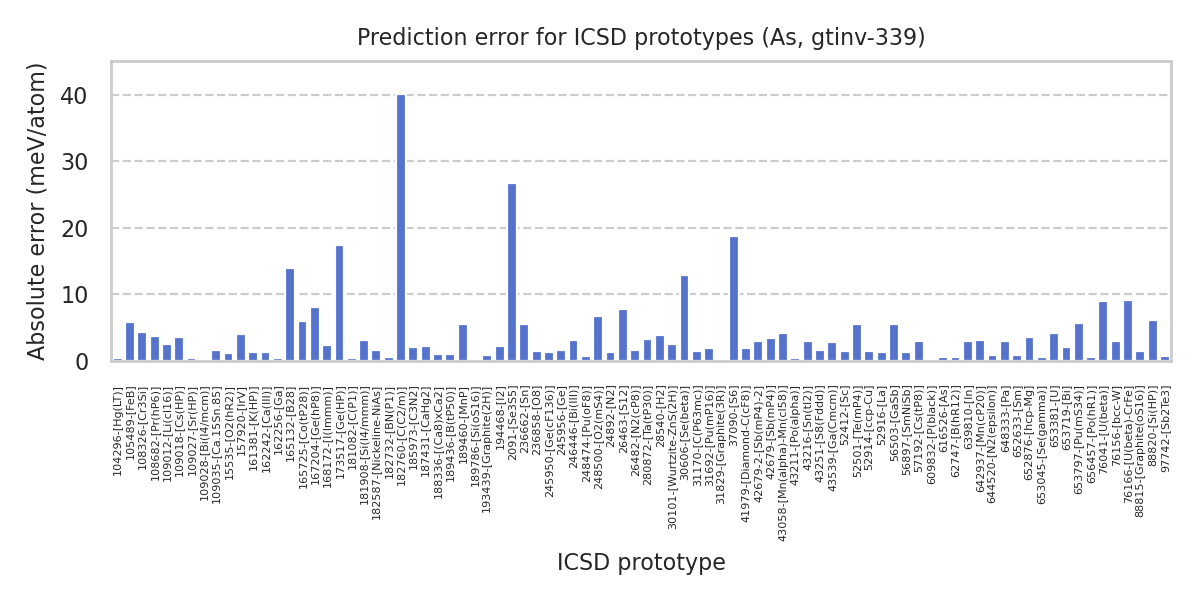 Prediction error for ICSD prototypes (As, gtinv-339)
Absolute error (meV/atom)
40
30
20
10
0
104296-[Hg(LT)]
105489-[FeB]
108326-[Cr3Si]
108682-[Pr(hP6)]
109012-[Li(cI16)]
109018-[Cs(HP)]
109027-[Sr(HP)]
109028-[Bi(I4/mcm)]
109035-[Ca.15Sn.85]
15535-[O2(hR2)]
157920-[IrV]
161381-[K(HP)]
162242-[Ca(III)]
162256-[Ga]
165132-[B28]
165725-[Co(tP28)]
167204-[Ge(hP8)]
168172-[I(Immm)]
173517-[Ge(HP)]
181082-[C(P1)]
181908-[Si(I4/mmm)]
182587-[Nickeline-NiAs]
182732-[BN(P1)]
182760-[C(C2/m)]
185973-[C3N2]
187431-[CaHg2]
188336-[(Ca8)xCa2]
189436-[B(tP50)]
189460-[MnP]
189786-[Si(oS16)]
193439-[Graphite(2H)]
194468-[I2]
2091-[Se3S5]
236662-[Sn]
236858-[O8]
245950-[Ge(cF136)]
245956-[Ge]
246446-[Bi(III)]
248474-[Pu(oF8)]
248500-[O2(mS4)]
24892-[N2]
26463-[S12]
26482-[N2(cP8)]
280872-[Ta(tP30)]
28540-[H2]
30101-[Wurtzite-ZnS(2H)]
30606-[Se(beta)]
31170-[C(P63mc)]
31692-[Pu(mP16)]
31829-[Graphite(3R)]
37090-[S6]
41979-[Diamond-C(cF8)]
42679-2-[Sb(mP4)-2]
42679-[Sb(mP4)]
43058-[Mn(alpha)-Mn(cI58)]
43211-[Po(alpha)]
43216-[Sn(tI2)]
43251-[S8(Fddd)]
43539-[Ga(Cmcm)]
52412-[Sc]
52501-[Te(mP4)]
52914-[ccp-Cu]
52916-[La]
56503-[GaSb]
56897-[SmNiSb]
57192-[Cs(tP8)]
609832-[P(black)]
616526-[As]
62747-[B(hR12)]
639810-[In]
642937-[Mn(cP20)]
644520-[N2(epsilon)]
648333-[Pa]
652633-[Sm]
652876-[hcp-Mg]
653045-[Se(gamma)]
653381-[U]
653719-[Bi]
653797-[Pu(mS34)]
656457-[Po(hR1)]
76041-[U(beta)]
76156-[bcc-W]
76166-[U(beta)-CrFe]
88815-[Graphite(oS16)]
88820-[Si(HP)]
97742-[Sb2Te3]
ICSD prototype